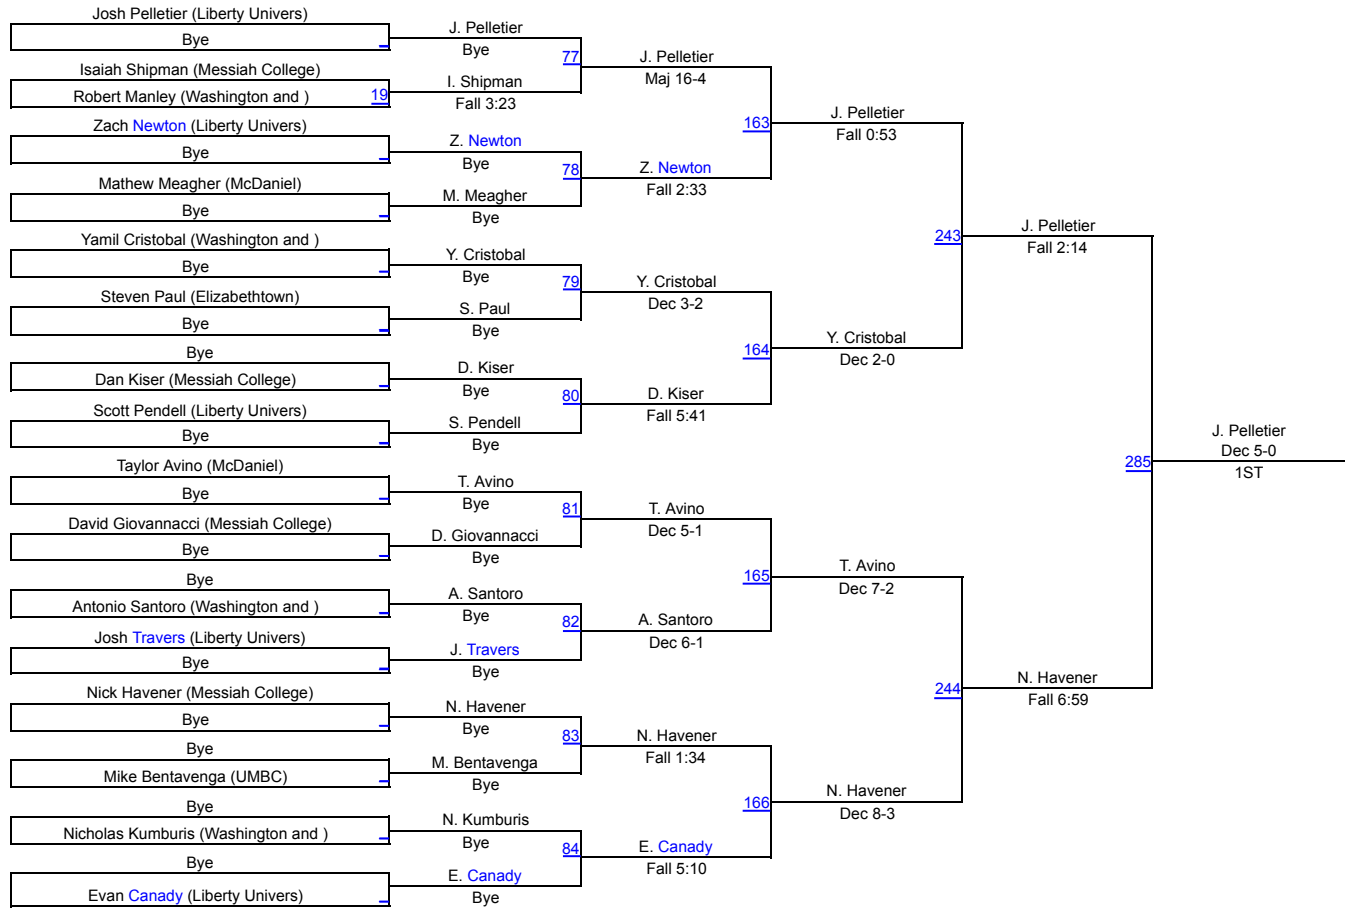 Josh Pelletier (Liberty Univers)
Bye
Isaiah Shipman (Messiah College)
Robert Manley (Washington and )
19
Zach Newton (Liberty Univers)
Bye
Mathew Meagher (McDaniel)
Bye
Yamil Cristobal (Washington and )
Bye
Steven Paul (Elizabethtown)
Bye
Bye
Dan Kiser (Messiah College)
Scott Pendell (Liberty Univers)
Bye
Taylor Avino (McDaniel)
Bye
David Giovannacci (Messiah College)
Bye
Bye
Antonio Santoro (Washington and )
Josh Travers (Liberty Univers)
Bye
Nick Havener (Messiah College)
Bye
Bye
Mike Bentavenga (UMBC)
Bye
Nicholas Kumburis (Washington and )
Bye
Evan Canady (Liberty Univers)
J. Pelletier
Bye
77
I. Shipman
Fall 3:23
Z. Newton
Bye
78
M. Meagher
Bye
Y. Cristobal
Bye
79
S. Paul
Bye
D. Kiser
Bye
80
S. Pendell
Bye
T. Avino
Bye
81
D. Giovannacci
Bye
A. Santoro
Bye
82
J. Travers
Bye
N. Havener
Bye
83
M. Bentavenga
Bye
N. Kumburis
Bye
84
E. Canady
Bye
J. Pelletier
Maj 16-4
163
Z. Newton
Fall 2:33
Y. Cristobal
Dec 3-2
164
D. Kiser
Fall 5:41
T. Avino
Dec 5-1
165
A. Santoro
Dec 6-1
N. Havener
Fall 1:34
166
E. Canady
Fall 5:10
J. Pelletier
Fall 0:53
243
Y. Cristobal
Dec 2-0
T. Avino
Dec 7-2
244
N. Havener
Dec 8-3
J. Pelletier
Fall 2:14
285
N. Havener
Fall 6:59
J. Pelletier
Dec 5-0
1ST